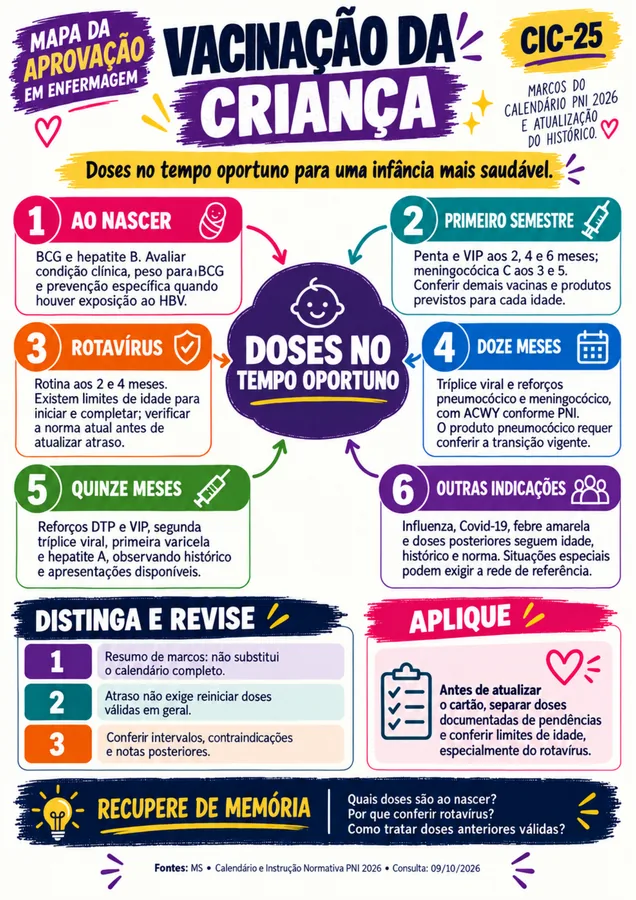 MAPA DA
APROVAÇÃO
EM ENFERMAGEM
VACINAÇÃO DA
CRIANÇA
CIC-25
MARCOS DO
CALENDÁRIO PNI 2026
E ATUALIZAÇÃO
DO HISTÓRICO.
Doses no tempo oportuno para uma infância mais saudável.
1 AO NASCER
BCG e hepatite B. Avaliar
condição clínica, peso para BCG
e prevenção específica quando
houver exposição ao HBV.
2 PRIMEIRO SEMESTRE
Penta e VIP aos 2, 4 e 6 meses;
meningocócica C aos 3 e 5.
Conferir demais vacinas e produtos
previstos para cada idade.
DOSES NO
TEMPO OPORTUNO
3 ROTAVÍRUS
Rotina aos 2 e 4 meses.
Existem limites de idade para
iniciar e completar; verificar
a norma atual antes de
atualizar atraso.
4 DOZE MESES
Tríplice viral e reforços
pneumocócico e meningocócico,
com ACWY conforme PNI.
O produto pneumocócico requer
conferir a transição vigente.
5 QUINZE MESES
Reforços DTP e VIP, segunda
tríplice viral, primeira varicela
e hepatite A, observando histórico
e apresentações disponíveis.
6 OUTRAS INDICAÇÕES
Influenza, Covid-19, febre amarela
e doses posteriores seguem idade,
histórico e norma. Situações especiais
podem exigir a rede de referência.
DISTINGA E REVISE
1 Resumo de marcos: não substitui
o calendário completo.
2 Atraso não exige reiniciar doses
válidas em geral.
3 Conferir intervalos, contraindicações
e notas posteriores.
APLIQUE
Antes de atualizar
o cartão, separar doses
documentadas de pendências
e conferir limites de idade,
especialmente do rotavírus.
RECUPERE DE MEMÓRIA
Quais doses são ao nascer?
Por que conferir rotavírus?
Como tratar doses anteriores válidas?
Fontes: MS • Calendário e Instrução Normativa PNI 2026 • Consulta: 09/10/2026